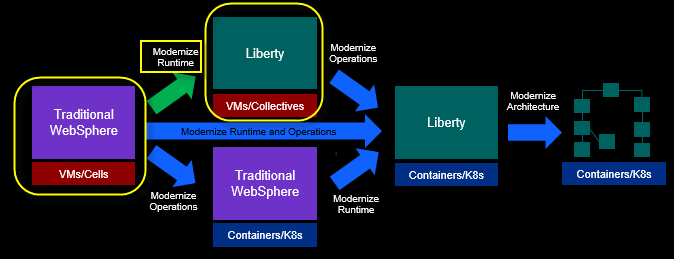 Modernize
Runtime
Liberty
VMs/Collectives
Modernize
Operations
Traditional
WebSphere
VMs/Cells
Modernize Runtime and Operations
Liberty
Containers/K8s
Modernize
Architecture
Containers/K8s
Modernize
Operations
Traditional
WebSphere
Containers/K8s
Modernize
Runtime